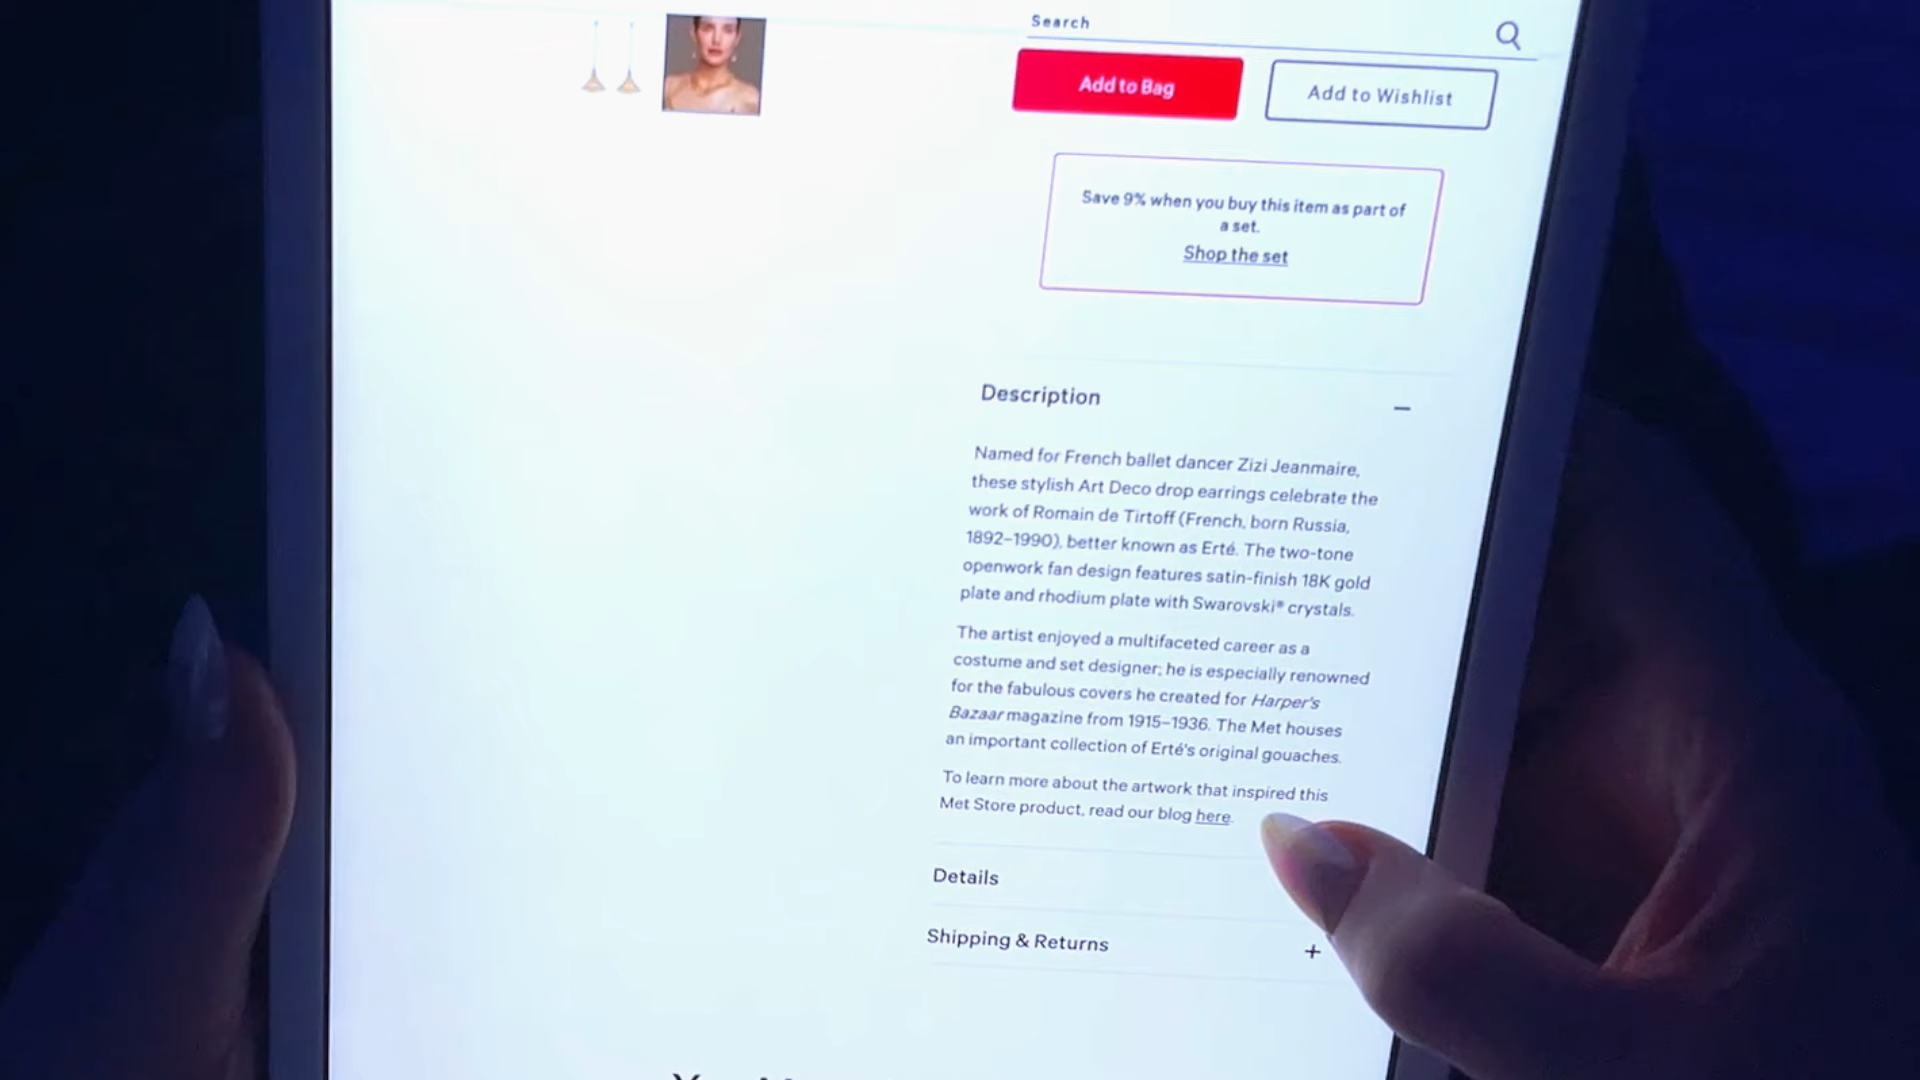 Search
Add to Bag
Add to Wishlist
Save 9% when you buy this item as part of
a set.
Shop the set
Description
Named for French ballet dancer Zizi Jeanmaire,
these stylish Art Deco drop earrings celebrate the
work of Romain de Tirtoff (French, born Russia,
1892–1990), better known as Erté. The two-tone
openwork fan design features satin-finish 18K gold
plate and rhodium plate with Swarovski® crystals.
The artist enjoyed a multifaceted career as a
costume and set designer; he is especially renowned
for the fabulous covers he created for Harper's
Bazaar magazine from 1915–1936. The Met houses
an important collection of Erté's original gouaches.
To learn more about the artwork that inspired this
Met Store product, read our blog here.
Details
Shipping & Returns